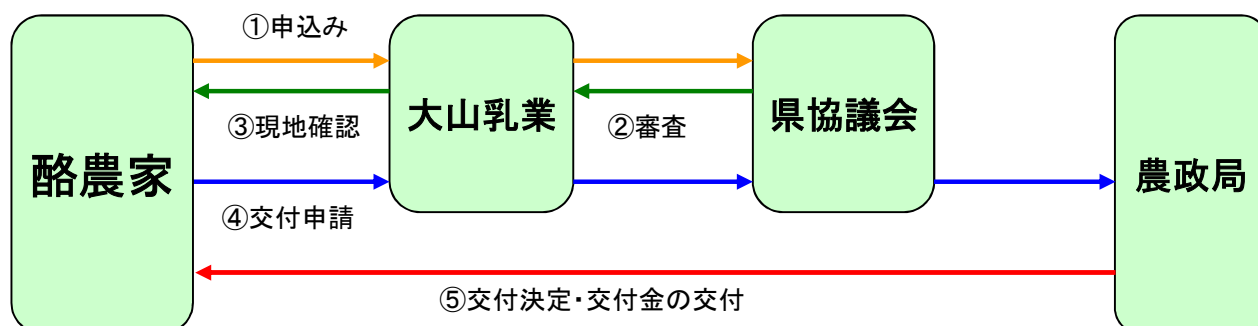 ①申込み
酪農家
大山乳業
県協議会
農政局
③現地確認
②審査
④交付申請
⑤交付決定・交付金の交付